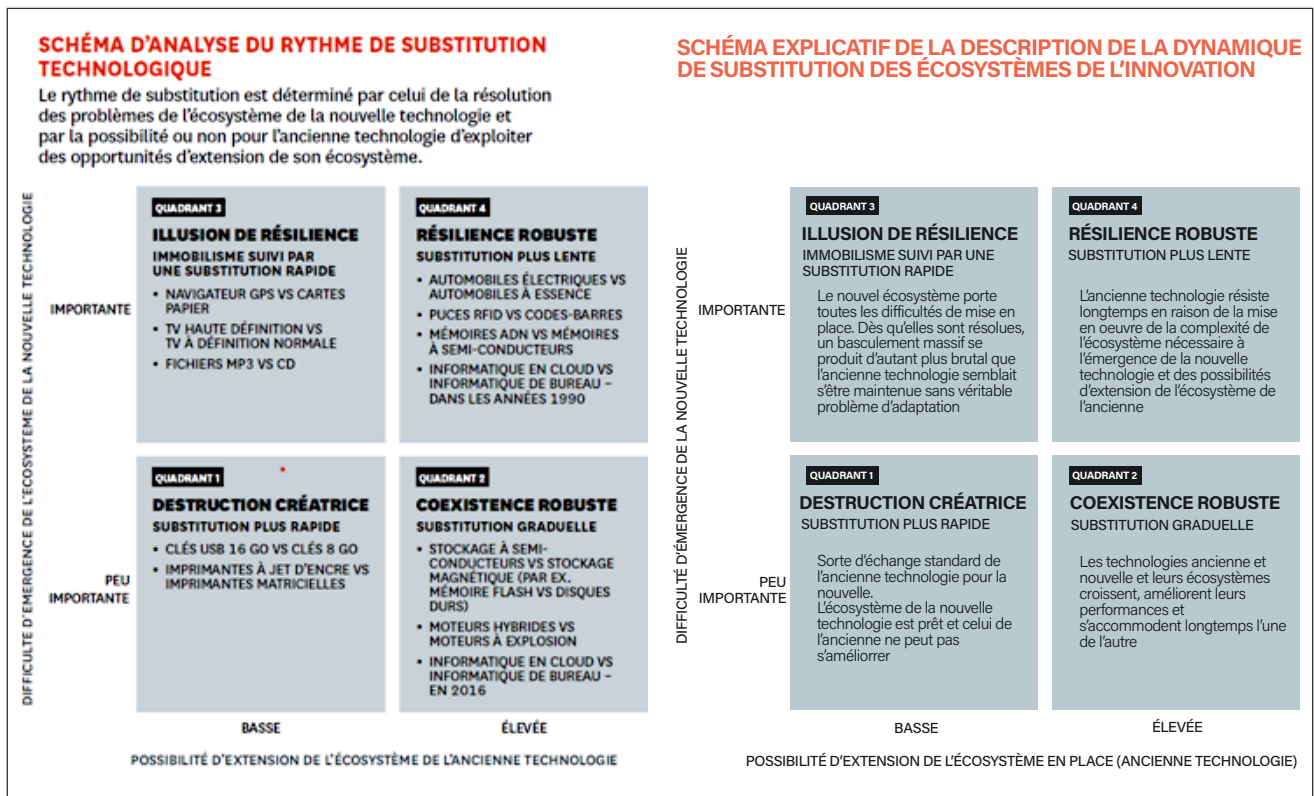 SCHÉMA D'ANALYSE DU RYTHME DE SUBSTITUTION
TECHNOLOGIQUE
Le rythme de substitution est déterminé par celui de la résolution
des problèmes de l'écosystème de la nouvelle technologie et
par la possibilité ou non pour l'ancienne technologie d'exploiter
des opportunités d'extension de son écosystème.
DIFFICULTÉ D'ÉMERGENCE DE L'ÉCOSYSTÈME DE LA NOUVELLE TECHNOLOGIE
IMPORTANTE
QUADRANT 3
ILLUSION DE RÉSILIENCE
IMMOBILISME SUIVI PAR
UNE SUBSTITUTION RAPIDE
• NAVIGATEUR GPS VS CARTES
PAPIER
• TV HAUTE DÉFINITION VS
TV À DÉFINITION NORMALE
• FICHIERS MP3 VS CD
QUADRANT 4
RÉSILIENCE ROBUSTE
SUBSTITUTION PLUS LENTE
• AUTOMOBILES ÉLECTRIQUES VS
AUTOMOBILES À ESSENCE
• PUCES RFID VS CODES-BARRES
• MÉMOIRES ADN VS MÉMOIRES
À SEMI-CONDUCTEURS
• INFORMATIQUE EN CLOUD VS
INFORMATIQUE DE BUREAU –
DANS LES ANNÉES 1990
PEU
IMPORTANTE
QUADRANT 1
DESTRUCTION CRÉATRICE
SUBSTITUTION PLUS RAPIDE
• CLÉS USB 16 GO VS CLÉS 8 GO
• IMPRIMANTES À JET D'ENCRE VS
IMPRIMANTES MATRICIELLES
QUADRANT 2
COEXISTENCE ROBUSTE
SUBSTITUTION GRADUELLE
• STOCKAGE À SEMI-
CONDUCTEURS VS STOCKAGE
MAGNÉTIQUE (PAR EX.
MÉMOIRE FLASH VS DISQUES
DURS)
• MOTEURS HYBRIDES VS
MOTEURS À EXPLOSION
• INFORMATIQUE EN CLOUD VS
INFORMATIQUE DE BUREAU –
EN 2016
BASSE
ÉLEVÉE
POSSIBILITÉ D'EXTENSION DE L'ÉCOSYSTÈME DE L'ANCIENNE TECHNOLOGIE
SCHÉMA EXPLICATIF DE LA DESCRIPTION DE LA DYNAMIQUE
DE SUBSTITUTION DES ÉCOSYSTÈMES DE L'INNOVATION
DIFFICULTÉ D'ÉMERGENCE DE LA NOUVELLE TECHNOLOGIE
IMPORTANTE
QUADRANT 3
ILLUSION DE RÉSILIENCE
IMMOBILISME SUIVI PAR UNE
SUBSTITUTION RAPIDE
Le nouvel écosystème porte
toutes les difficultés de mise en
place. Dès qu'elles sont résolues,
un basculement massif se
produit d'autant plus brutal que
l'ancienne technologie semblait
s'être maintenue sans véritable
problème d'adaptation
QUADRANT 4
RÉSILIENCE ROBUSTE
SUBSTITUTION PLUS LENTE
L'ancienne technologie résiste
longtemps en raison de la mise
en oeuvre de la complexité de
l'écosystème nécessaire à
l'émergence de la nouvelle
technologie et des possibilités
d'extension de l'écosystème de
l'ancienne
PEU
IMPORTANTE
QUADRANT 1
DESTRUCTION CRÉATRICE
SUBSTITUTION PLUS RAPIDE
Sorte d'échange standard de
l'ancienne technologie pour la
nouvelle.
L'écosystème de la nouvelle
technologie est prêt et celui de
l'ancienne ne peut pas
s'améliorer
QUADRANT 2
COEXISTENCE ROBUSTE
SUBSTITUTION GRADUELLE
Les technologies ancienne et
nouvelle et leurs écosystèmes
croissent, améliorent leurs
performances et
s'accommodent longtemps l'une
de l'autre
BASSE
ÉLEVÉE
POSSIBILITÉ D'EXTENSION DE L'ÉCOSYSTÈME EN PLACE (ANCIENNE TECHNOLOGIE)